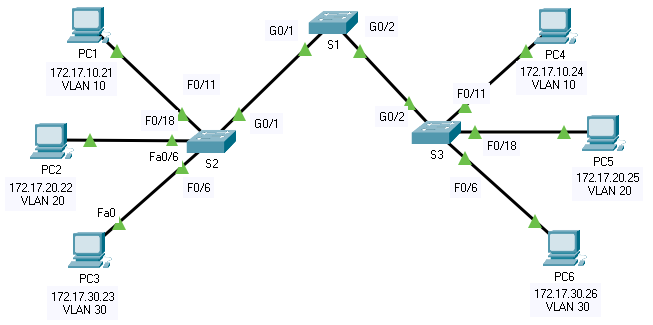 G0/1
G0/2
S1
PC1
172.17.10.21
VLAN 10
F0/11
F0/18
G0/1
Fa0/6
S2
PC2
172.17.20.22
VLAN 20
F0/6
Fa0
PC3
172.17.30.23
VLAN 30
PC4
172.17.10.24
VLAN 10
F0/11
G0/2
S3
F0/18
PC5
172.17.20.25
VLAN 20
F0/6
PC6
172.17.30.26
VLAN 30